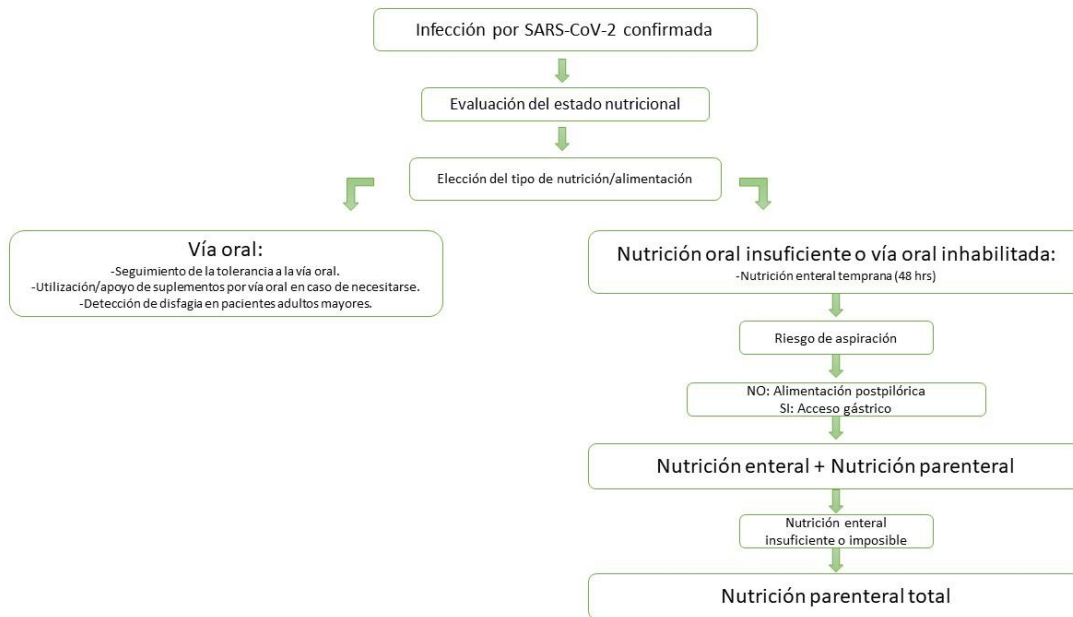 Infección por SARS-CoV-2 confirmada
Evaluación del estado nutricional
Elección del tipo de nutrición/alimentación
Vía oral:
-Seguimiento de la tolerancia a la vía oral.
-Utilización/apoyo de suplementos por vía oral en caso de necesitarse.
-Detección de disfagia en pacientes adultos mayores.
Nutrición oral insuficiente o vía oral inhabilitada:
-Nutrición enteral temprana (48 hrs)
Riesgo de aspiración
NO: Alimentación postpilórica
SI: Acceso gástrico
Nutrición enteral + Nutrición parenteral
Nutrición enteral
insuficiente o imposible
Nutrición parenteral total